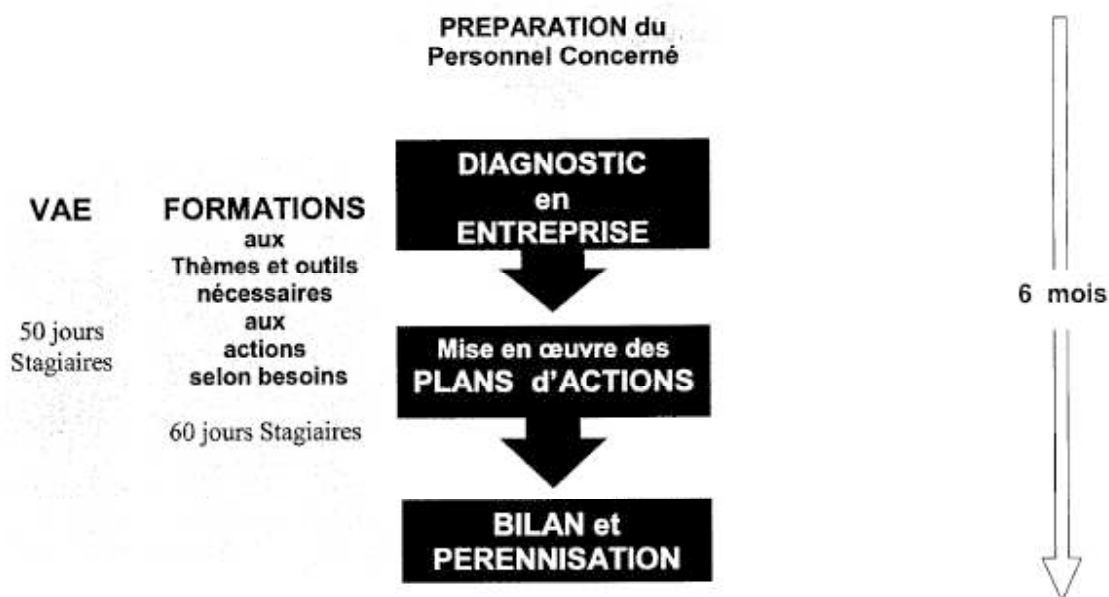 PREPARATION du
Personnel Concerné
DIAGNOSTIC
en
ENTREPRISE
VAE
50 jours
Stagiaires
FORMATIONS
aux
Thèmes et outils
nécessaires
aux
actions
selon besoins
60 jours Stagiaires
Mise en œuvre des
PLANS d'ACTIONS
BILAN et
PERENNISATION
6 mois